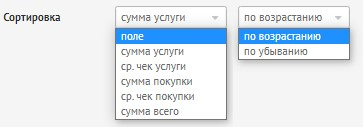 Сортировка сумма услуги по возрастанию
поле по возрастанию
сумма услуги по убыванию
ср. чек услуги
сумма покупки
ср. чек покупки
сумма всего